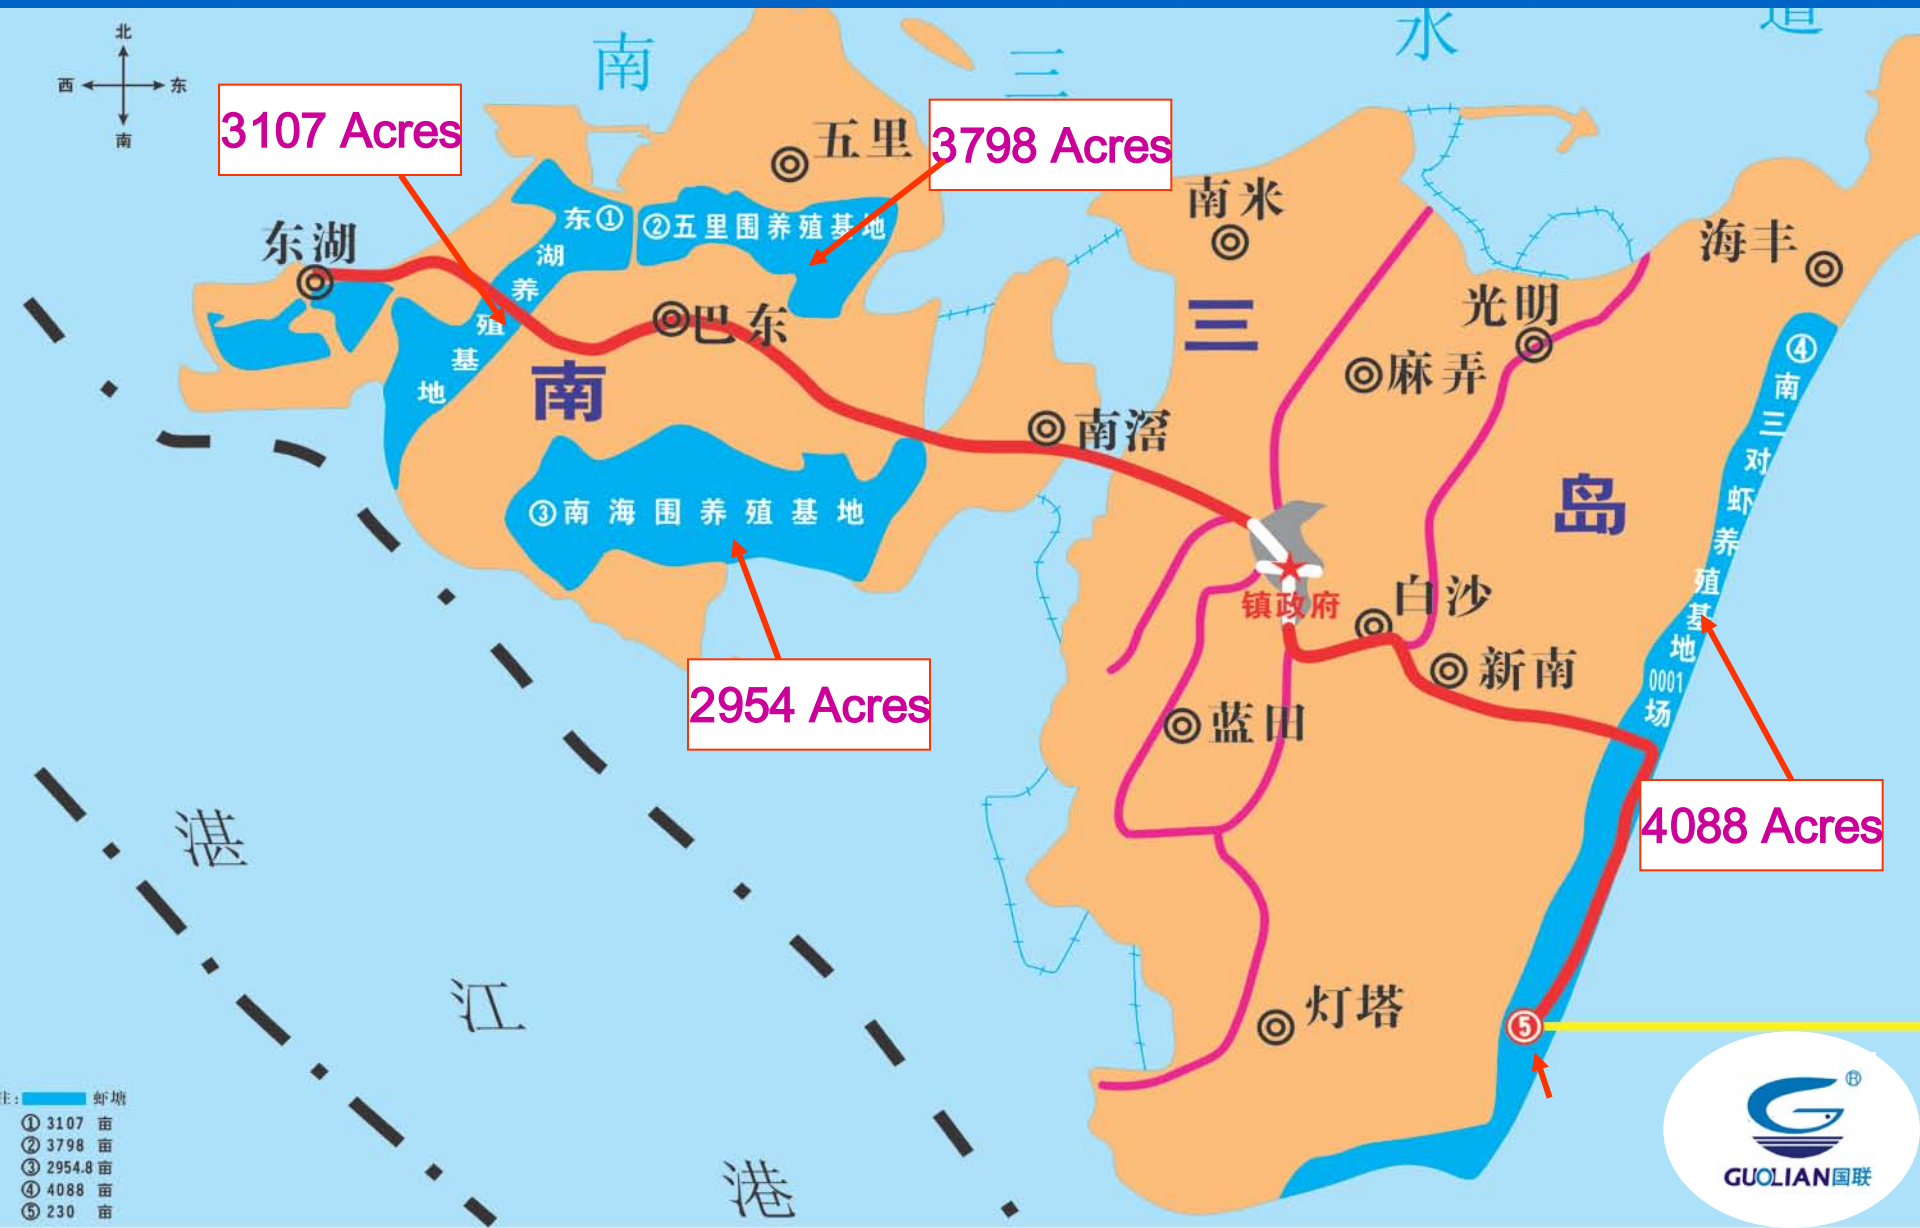 南
三
水
道
北
西
东
南
3107 Acres
3798 Acres
五里
南米
海丰
东湖
东①
湖
养
殖
基
地
②五里围养殖基地
巴东
光明
麻弄
南
三
岛
南滘
④
南
三
对
虾
养
殖
基
地
0001
场
③南海围养殖基地
镇政府
白沙
新南
蓝田
2954 Acres
4088 Acres
湛
江
港
灯塔
⑤
注: 虾塘
① 3107 亩
② 3798 亩
③ 2954.8 亩
④ 4088 亩
⑤ 230 亩
®
GUOLIAN国联